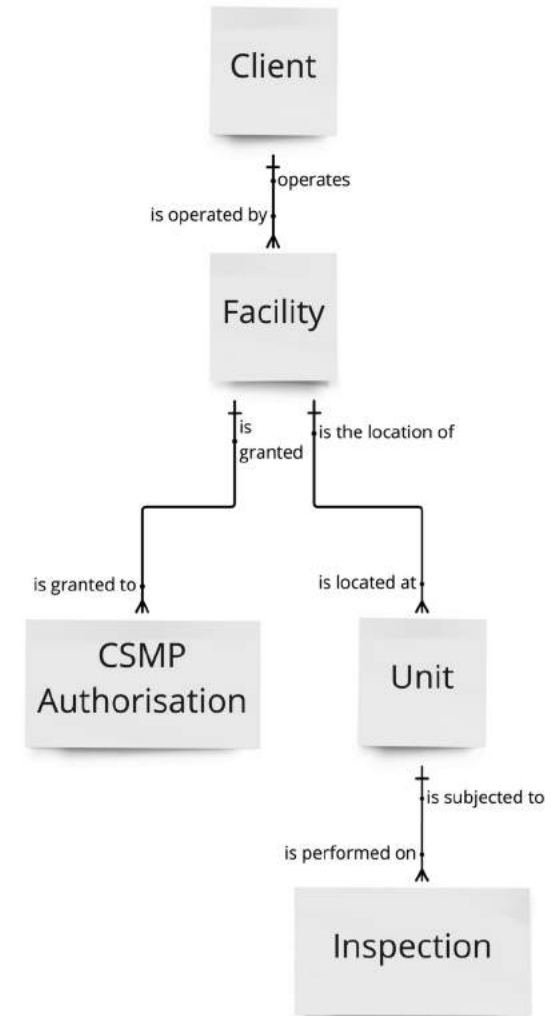 Client
operates
is operated by
Facility
is
granted
is the location of
is granted to
is located at
CSMP
Authorisation
Unit
is subjected to
is performed on
Inspection